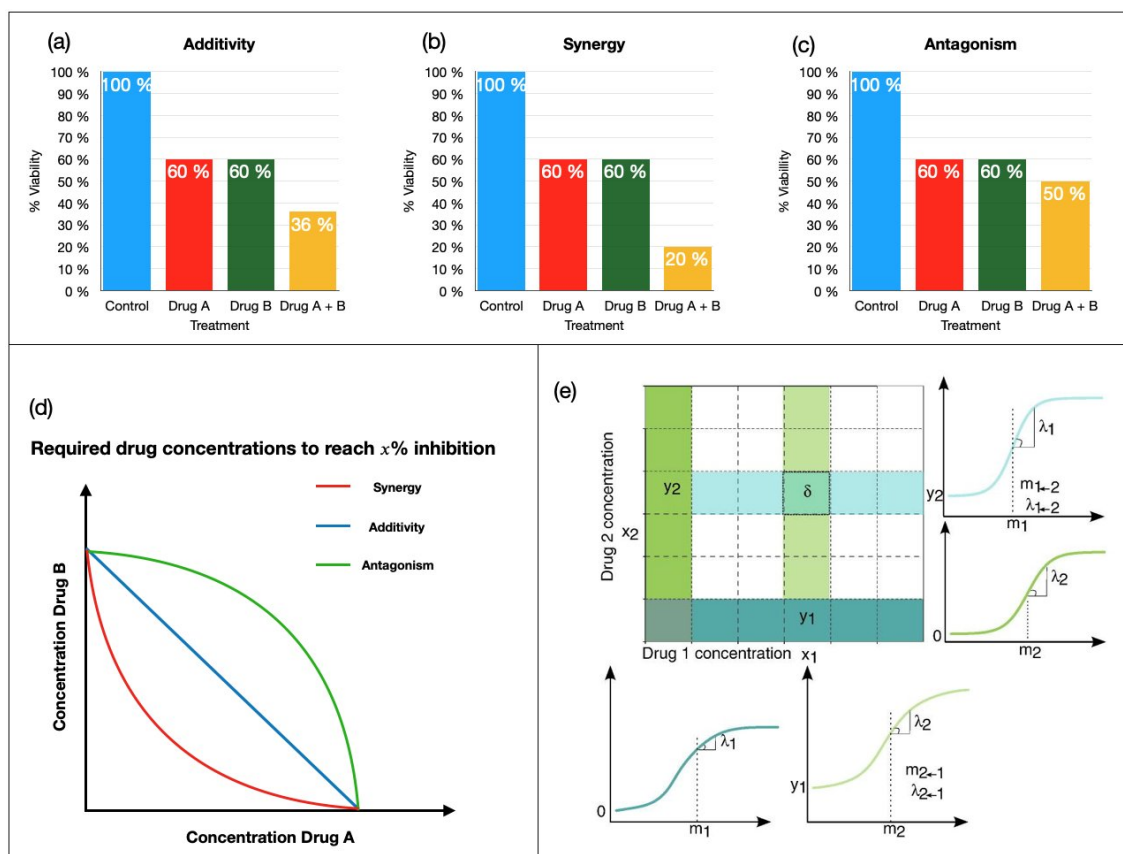 (a)
Additivity
100 %
90 %
80 %
70 %
60 %
50 %
40 %
30 %
20 %
10 %
0 %
% Viability
100 %
60 %
60 %
36 %
Control
Drug A
Drug B
Drug A + B
Treatment
(b)
Synergy
100 %
90 %
80 %
70 %
60 %
50 %
40 %
30 %
20 %
10 %
0 %
% Viability
100 %
60 %
60 %
20 %
Control
Drug A
Drug B
Drug A + B
Treatment
(c)
Antagonism
100 %
90 %
80 %
70 %
60 %
50 %
40 %
30 %
20 %
10 %
0 %
% Viabiliity
100 %
60 %
60 %
50 %
Control
Drug A
Drug B
Drug A + B
Treatment
(d)
Required drug concentrations to reach x% inhibition
Synergy
Additivity
Antagonism
Concentration Drug B
Concentration Drug A
(e)
Drug 2 concentration
x2
y2
δ
y1
Drug 1 concentration
x1
λ1
m1←2
λ1←2
y2
m1
λ2
0
m2
λ1
0
m1
λ2
m2←1
λ2←1
y1
m2